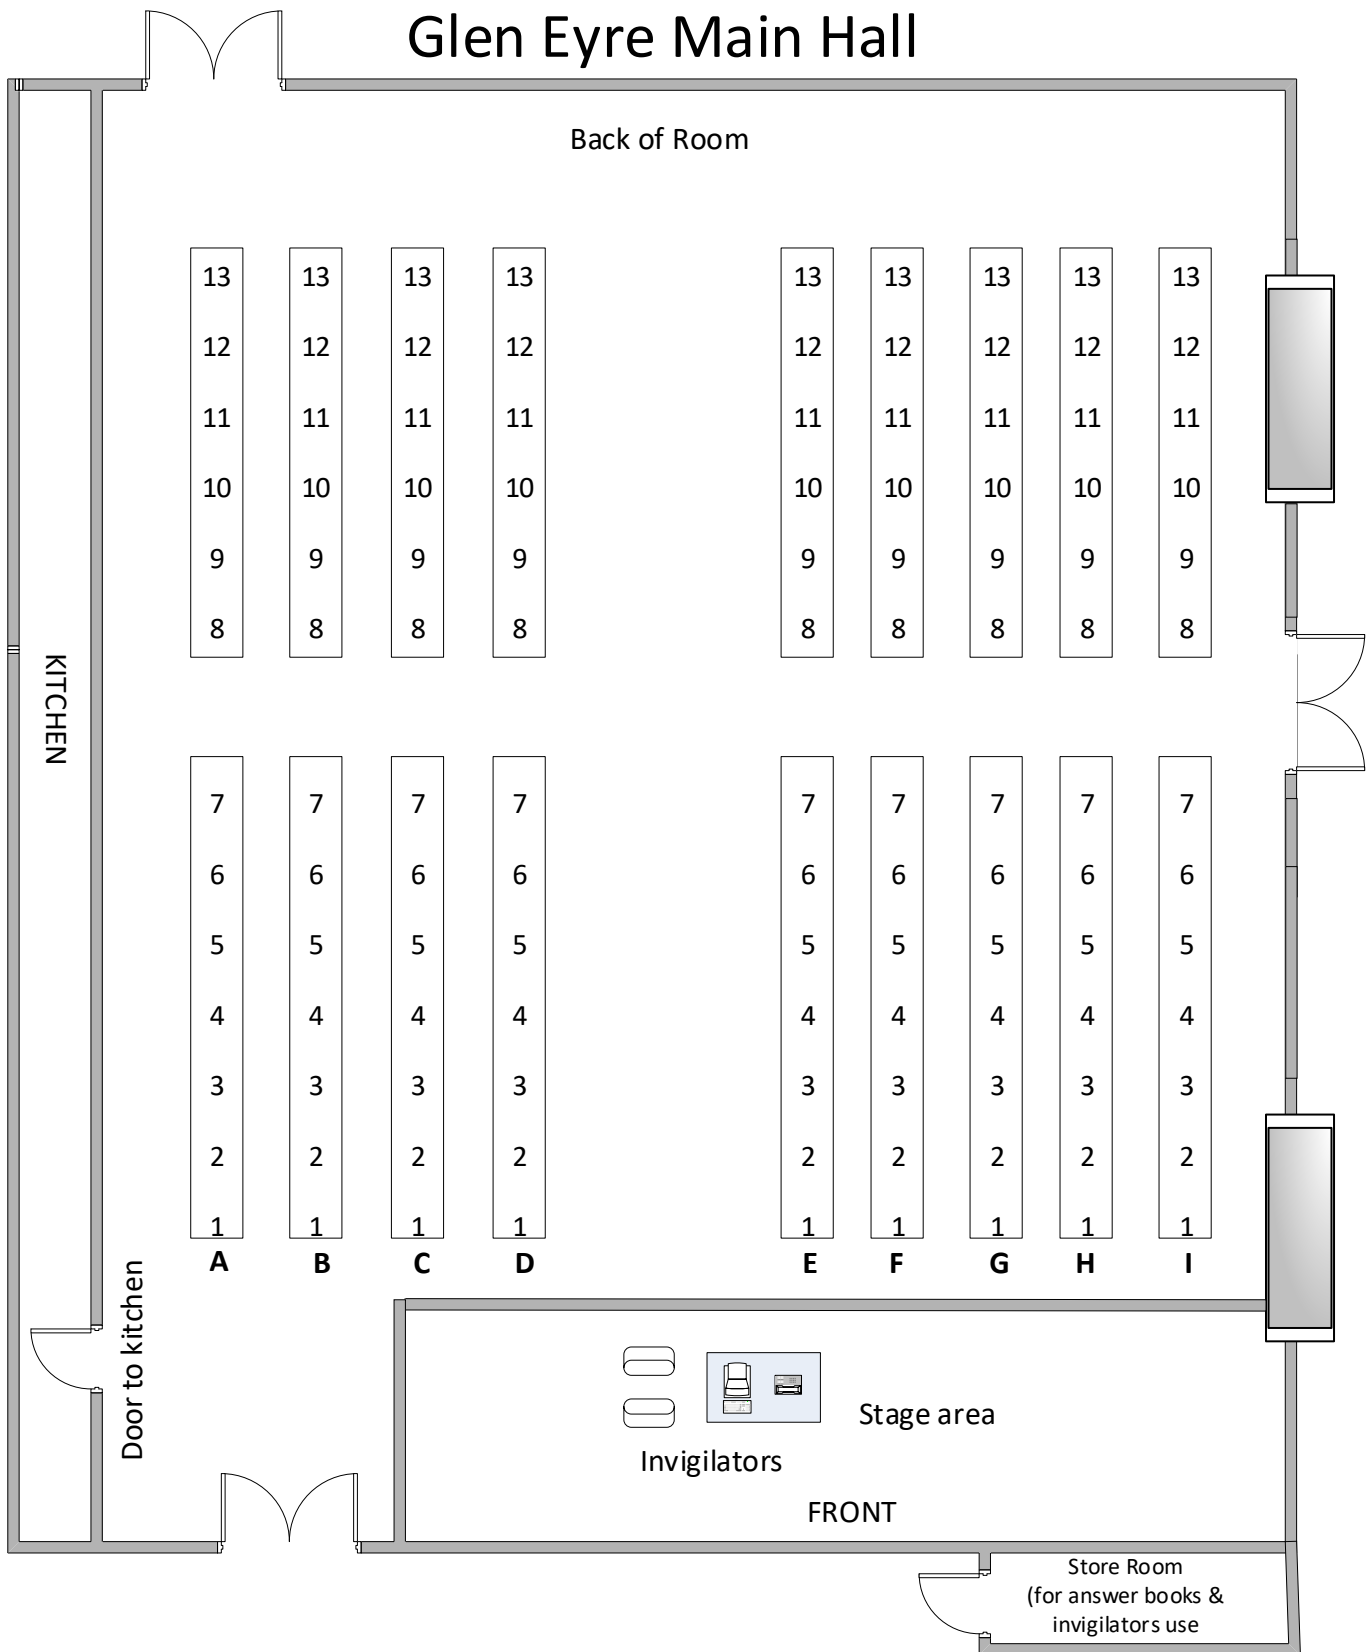 Glen Eyre Main Hall
Back of Room
13 13 13 13 13 13 13 13 13
12 12 12 12 12 12 12 12 12
11 11 11 11 11 11 11 11 11
10 10 10 10 10 10 10 10 10
9 9 9 9 9 9 9 9 9
8 8 8 8 8 8 8 8 8
KITCHEN
7 7 7 7 7 7 7 7 7
6 6 6 6 6 6 6 6 6
5 5 5 5 5 5 5 5 5
4 4 4 4 4 4 4 4 4
3 3 3 3 3 3 3 3 3
2 2 2 2 2 2 2 2 2
1 1 1 1 1 1 1 1 1
A B C D E F G H I
Door to kitchen
Stage area
Invigilators
FRONT
Store Room
(for answer books &
invigilators use